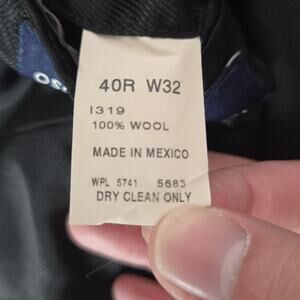 40R W32
1319
100% WOOL
MADE IN MEXICO
WPL 5741 5683
DRY CLEAN ONLY